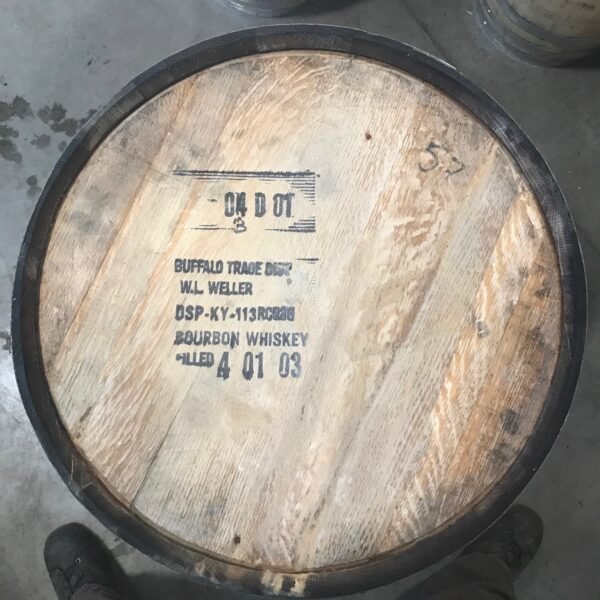 57
04 D 01
3
BUFFALO TRACE DIST
W.L. WELLER
DSP-KY-113
BOURBON WHISKEY
FILLED 4 01 03